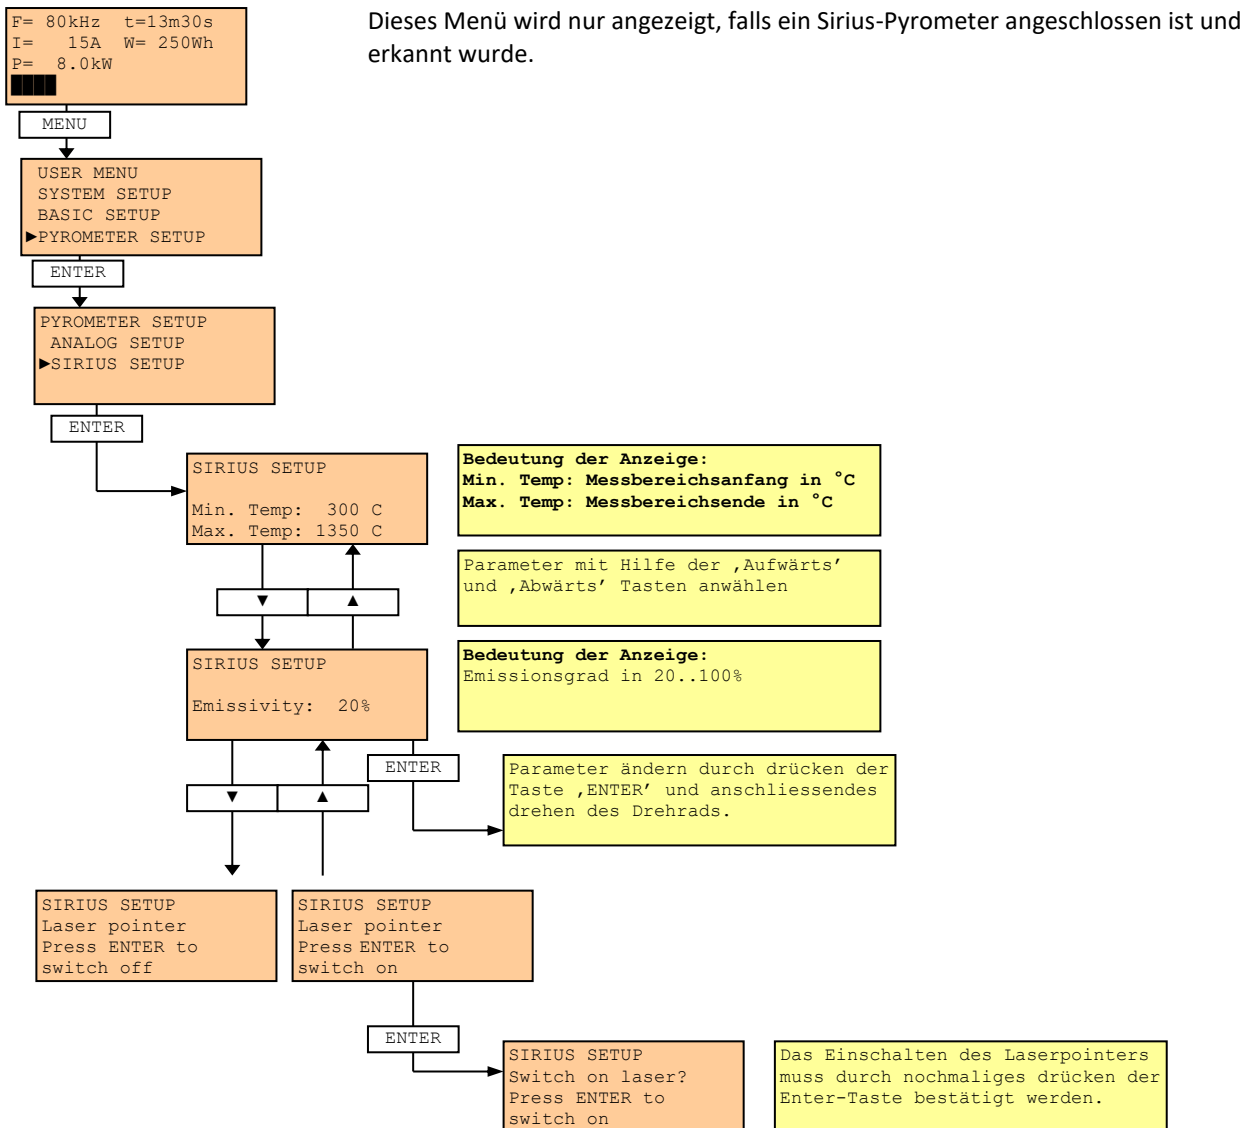 F= 80kHz t=13m30s
I= 15A W= 250Wh
P= 8.0kW
Dieses Menü wird nur angezeigt, falls ein Sirius-Pyrometer angeschlossen ist und
erkannt wurde.
MENU
USER MENU
SYSTEM SETUP
BASIC SETUP
►PYROMETER SETUP
ENTER
PYROMETER SETUP
ANALOG SETUP
►SIRIUS SETUP
ENTER
SIRIUS SETUP
Min. Temp: 300 C
Max. Temp: 1350 C
Bedeutung der Anzeige:
Min. Temp: Messbereichsanfang in °C
Max. Temp: Messbereichsende in °C
Parameter mit Hilfe der ‚Aufwärts’
und ‚Abwärts’ Tasten anwählen
▼ ▲
SIRIUS SETUP
Emissivity: 20%
Bedeutung der Anzeige:
Emissionsgrad in 20..100%
ENTER
Parameter ändern durch drücken der
Taste ‚ENTER’ und anschliessendes
drehen des Drehrads.
▼ ▲
SIRIUS SETUP
Laser pointer
Press ENTER to
switch off
SIRIUS SETUP
Laser pointer
Press ENTER to
switch on
ENTER
SIRIUS SETUP
Switch on laser?
Press ENTER to
switch on
Das Einschalten des Laserpointers
muss durch nochmaliges drücken der
Enter-Taste bestätigt werden.